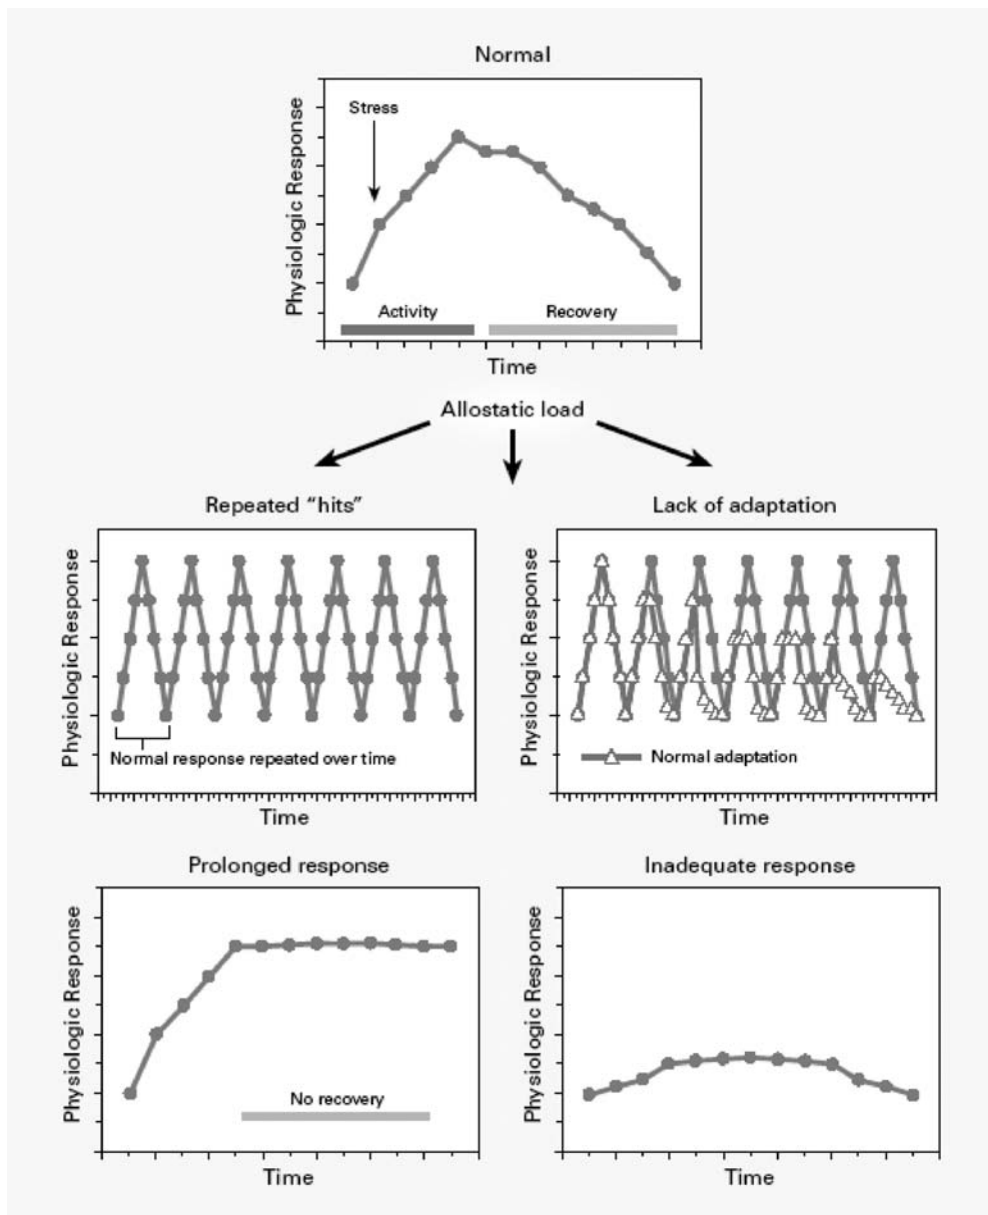 Normal
Physiologic Response
Stress
Activity
Recovery
Time
Allostatic load
Repeated “hits”
Physiologic Response
Normal response repeated over time
Time
Lack of adaptation
Physiologic Response
Normal adaptation
Time
Prolonged response
Physiologic Response
No recovery
Time
Inadequate response
Physiologic Response
Time